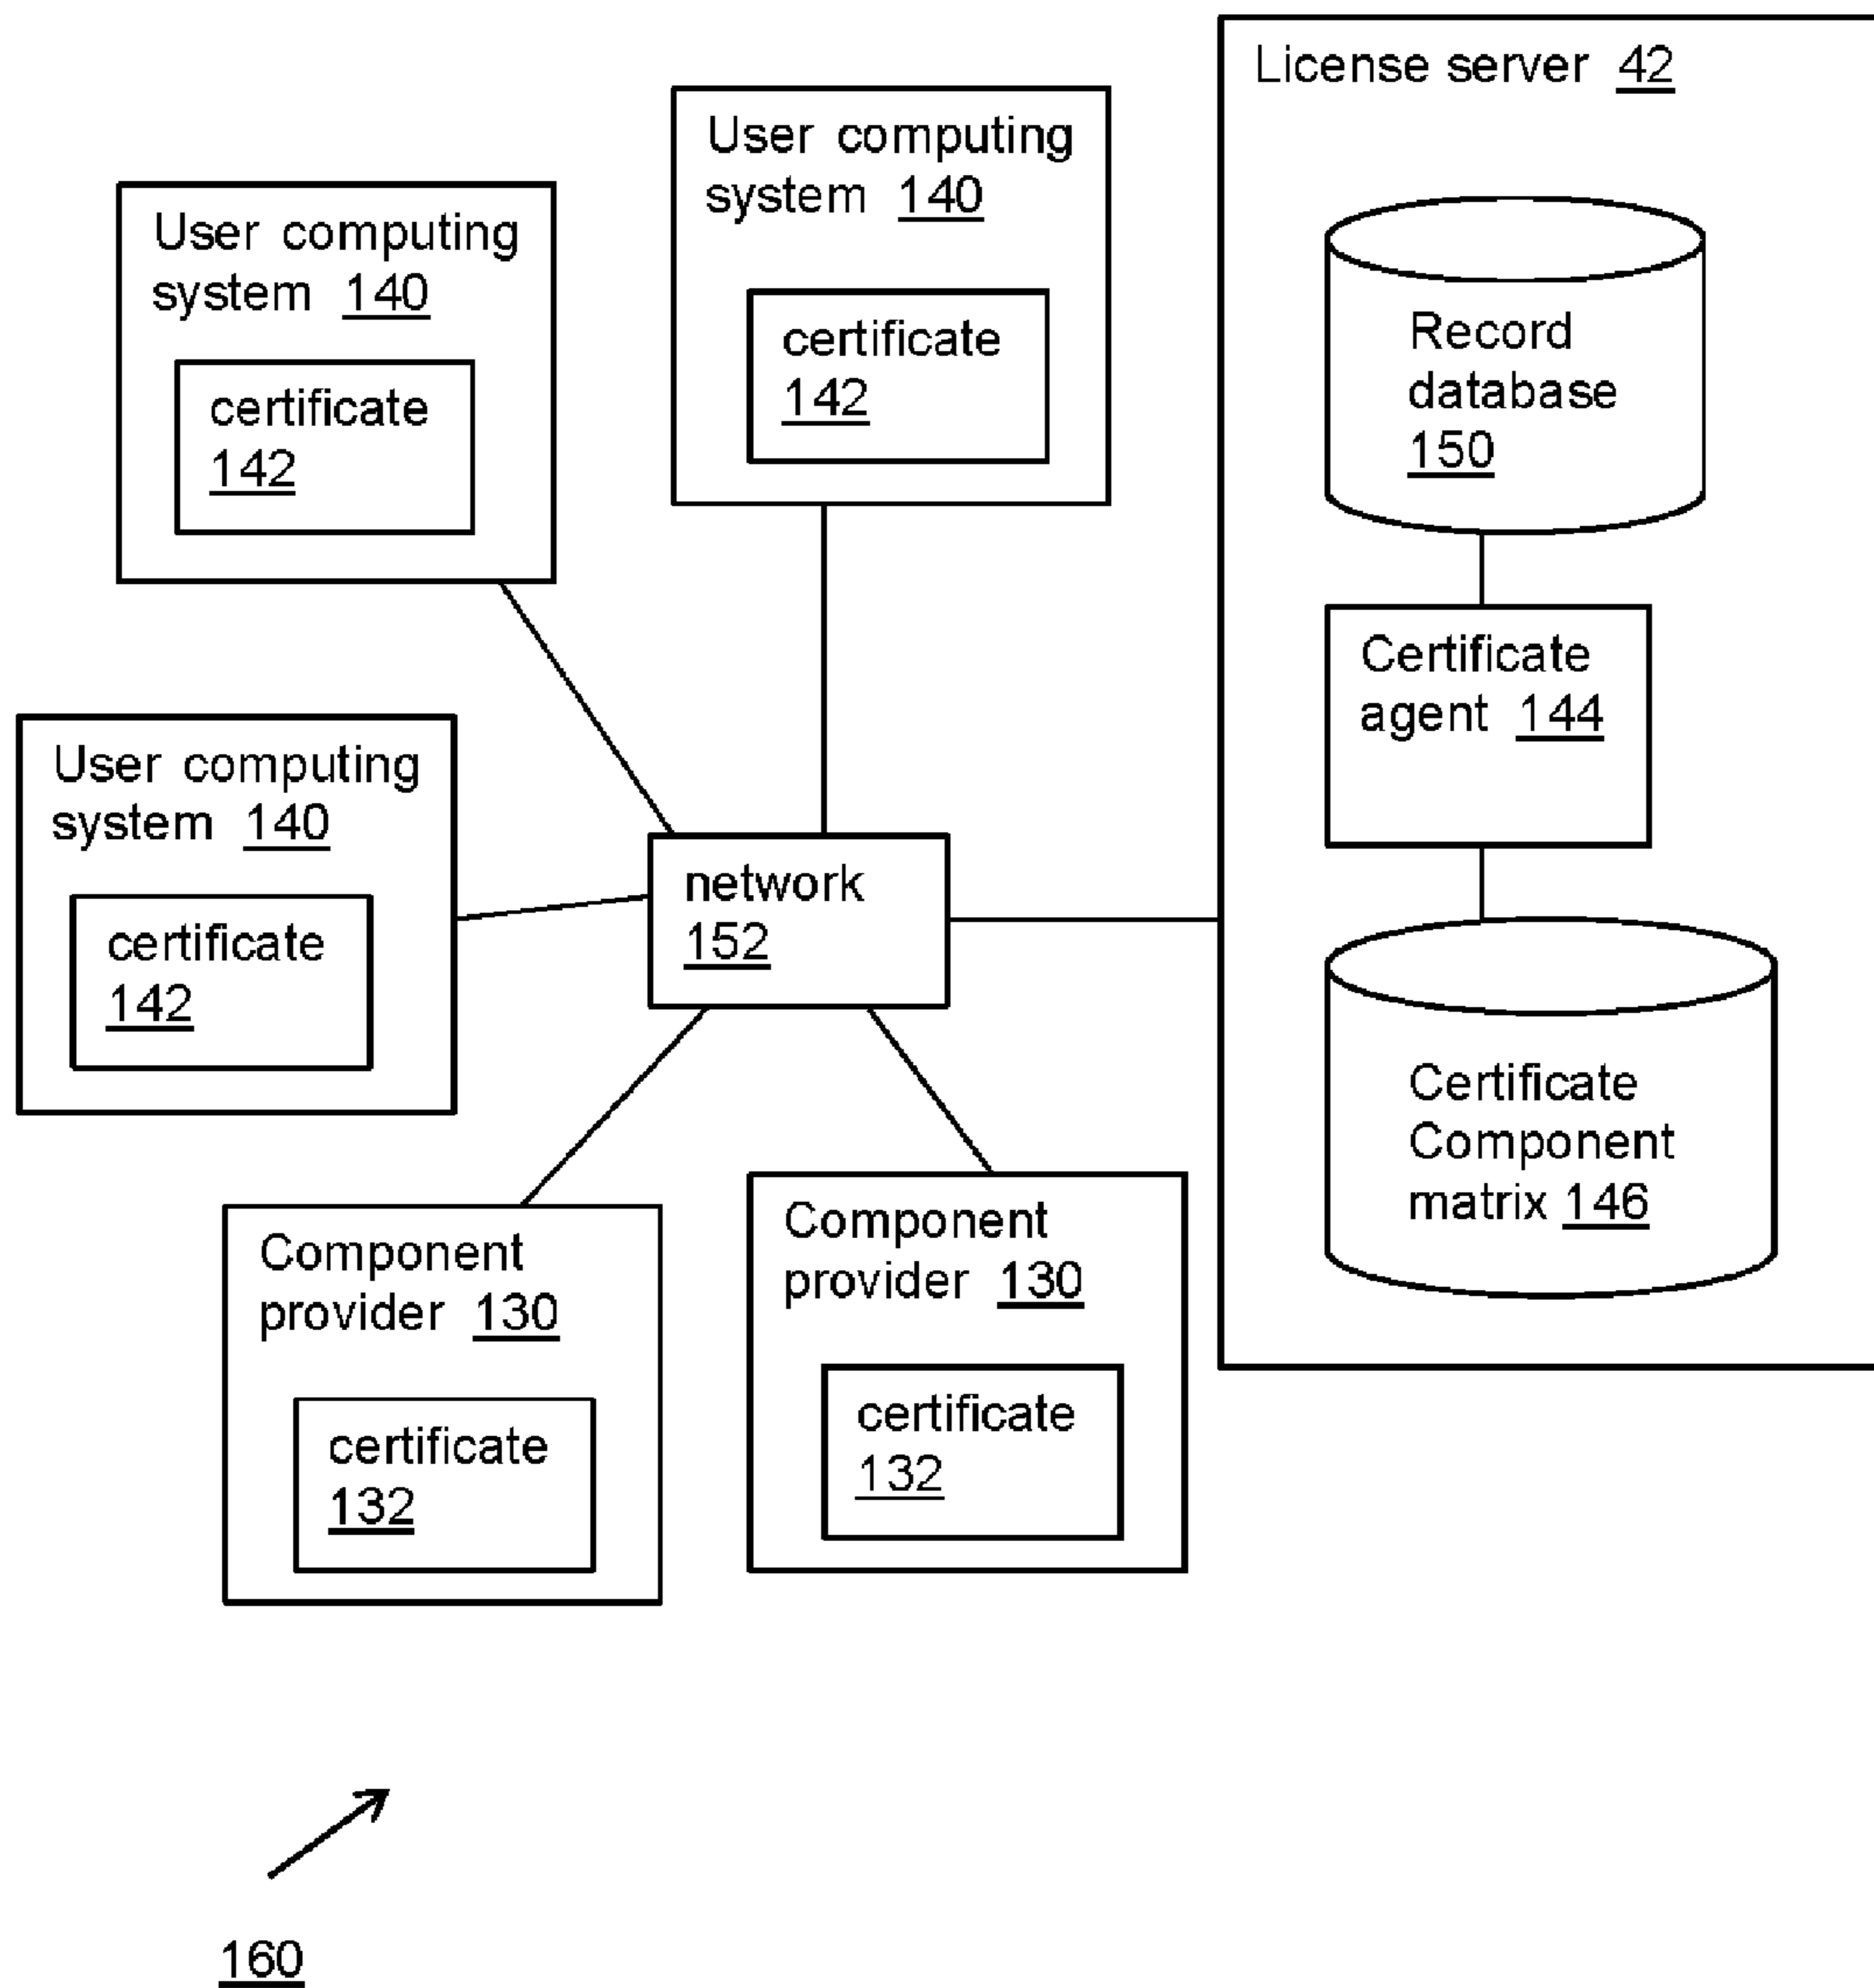 License server 42
User computing
system 140
certificate
142
User computing
system 140
certificate
142
Record
database
150
Certificate
agent 144
User computing
system 140
certificate
142
network
152
Certificate
Component
matrix 146
Component
provider 130
certificate
132
Component
provider 130
certificate
132
160